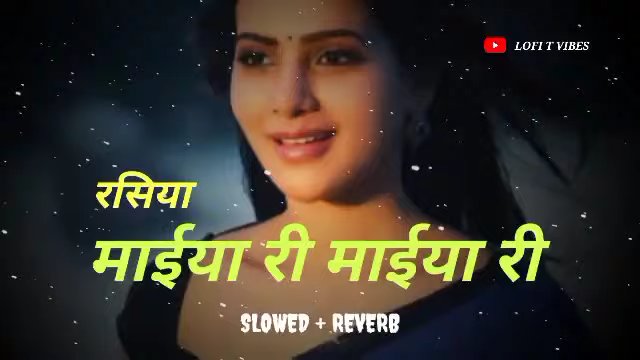 LOFI T VIBES
रसिया
माईया री माईया री
SLOWED + REVERB